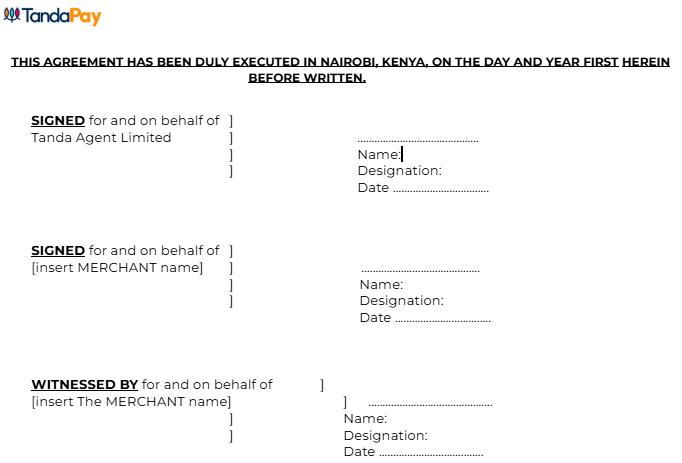 TandaPay
THIS AGREEMENT HAS BEEN DULY EXECUTED IN NAIROBI, KENYA, ON THE DAY AND YEAR FIRST HEREIN
BEFORE WRITTEN.
SIGNED for and on behalf of ]
Tanda Agent Limited ] ...........................................
] Name:
] Designation:
Date ..................................
SIGNED for and on behalf of ]
[insert MERCHANT name] ] ..........................................
] Name:
] Designation:
Date ..................................
WITNESSED BY for and on behalf of ]
[insert The MERCHANT name] ] ............................................
] Name:
] Designation:
Date .....................................